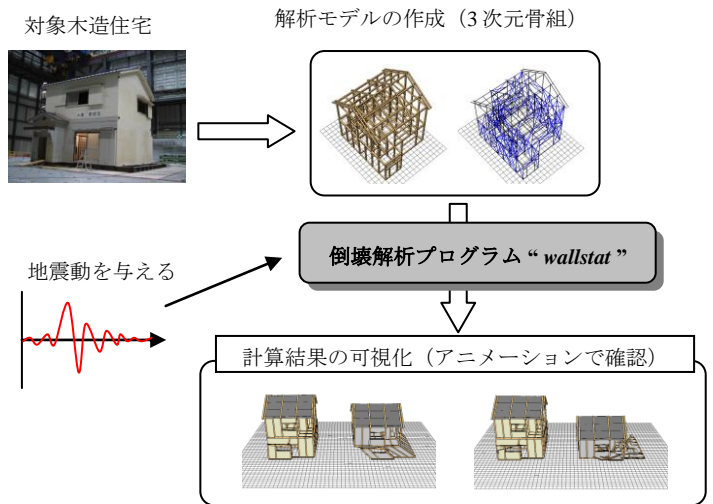 対象木造住宅
解析モデルの作成（3 次元骨組）
地震動を与える
倒壊解析プログラム “ wallstat ”
計算結果の可視化（アニメーションで確認）